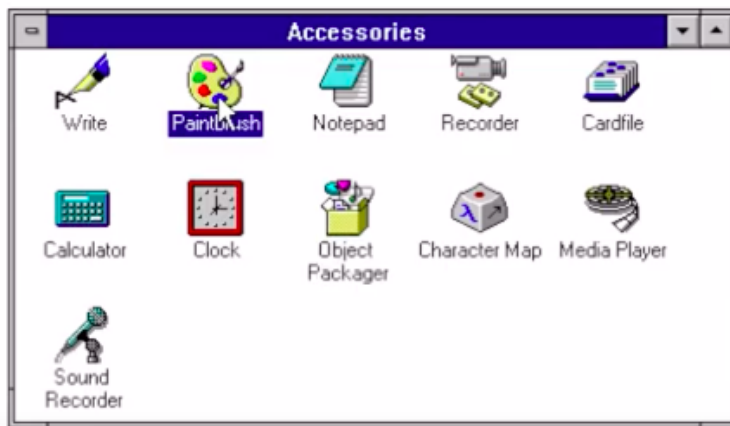 Accessories
Write
Paintbrush
Notepad
Recorder
Cardfile
Calculator
Clock
Object
Packager
Character Map
Media Player
Sound
Recorder